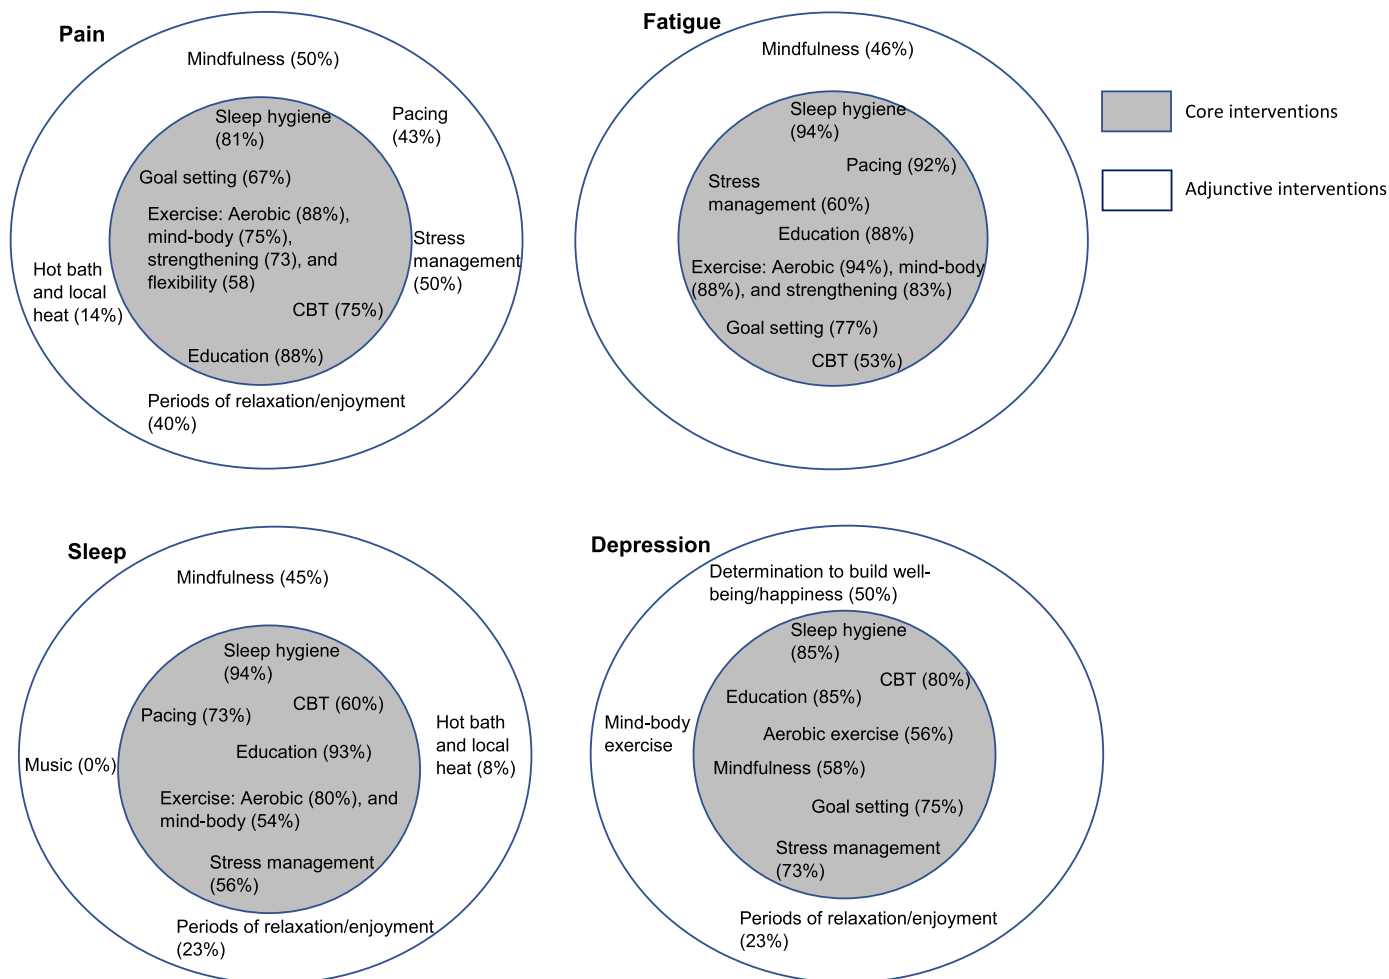 Pain
Mindfulness (50%)
Pacing
(43%)
Sleep hygiene
(81%)
Goal setting (67%)
Exercise: Aerobic (88%),
mind-body (75%),
strengthening (73), and
flexibility (58)
Stress
management
(50%)
Hot bath
and local
heat (14%)
CBT (75%)
Education (88%)
Periods of relaxation/enjoyment
(40%)
Fatigue
Mindfulness (46%)
Sleep hygiene
(94%)
Pacing (92%)
Stress
management (60%)
Education (88%)
Exercise: Aerobic (94%), mind-body
(88%), and strengthening (83%)
Goal setting (77%)
CBT (53%)
Core interventions
Adjunctive interventions
Sleep
Mindfulness (45%)
Sleep hygiene
(94%)
CBT (60%)
Pacing (73%)
Education (93%)
Hot bath
and local
heat (8%)
Music (0%)
Exercise: Aerobic (80%), and
mind-body (54%)
Stress management
(56%)
Periods of relaxation/enjoyment
(23%)
Depression
Determination to build well-
being/happiness (50%)
Sleep hygiene
(85%)
CBT (80%)
Education (85%)
Mind-body
exercise
Aerobic exercise (56%)
Mindfulness (58%)
Goal setting (75%)
Stress management
(73%)
Periods of relaxation/enjoyment
(23%)